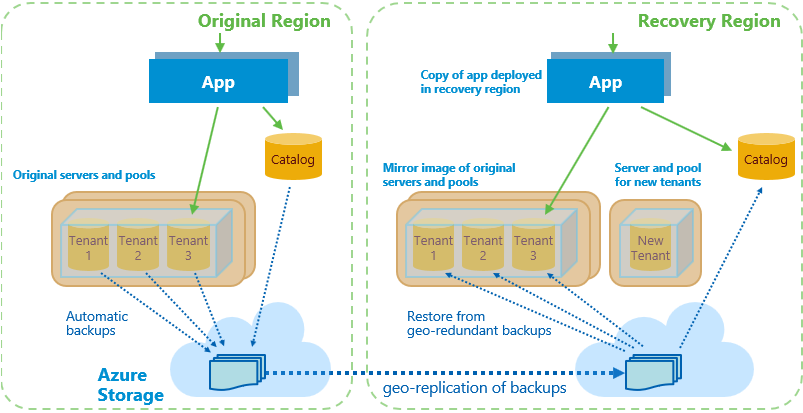 Original Region
App
Catalog
Original servers and pools
Tenant
1
Tenant
2
Tenant
3
Automatic
backups
Azure
Storage
geo-replication of backups
Recovery Region
Copy of app deployed
in recovery region
App
Catalog
Mirror image of original
servers and pools
Server and pool
for new tenants
Tenant
1
Tenant
2
Tenant
3
New
Tenant
Restore from
geo-redundant backups